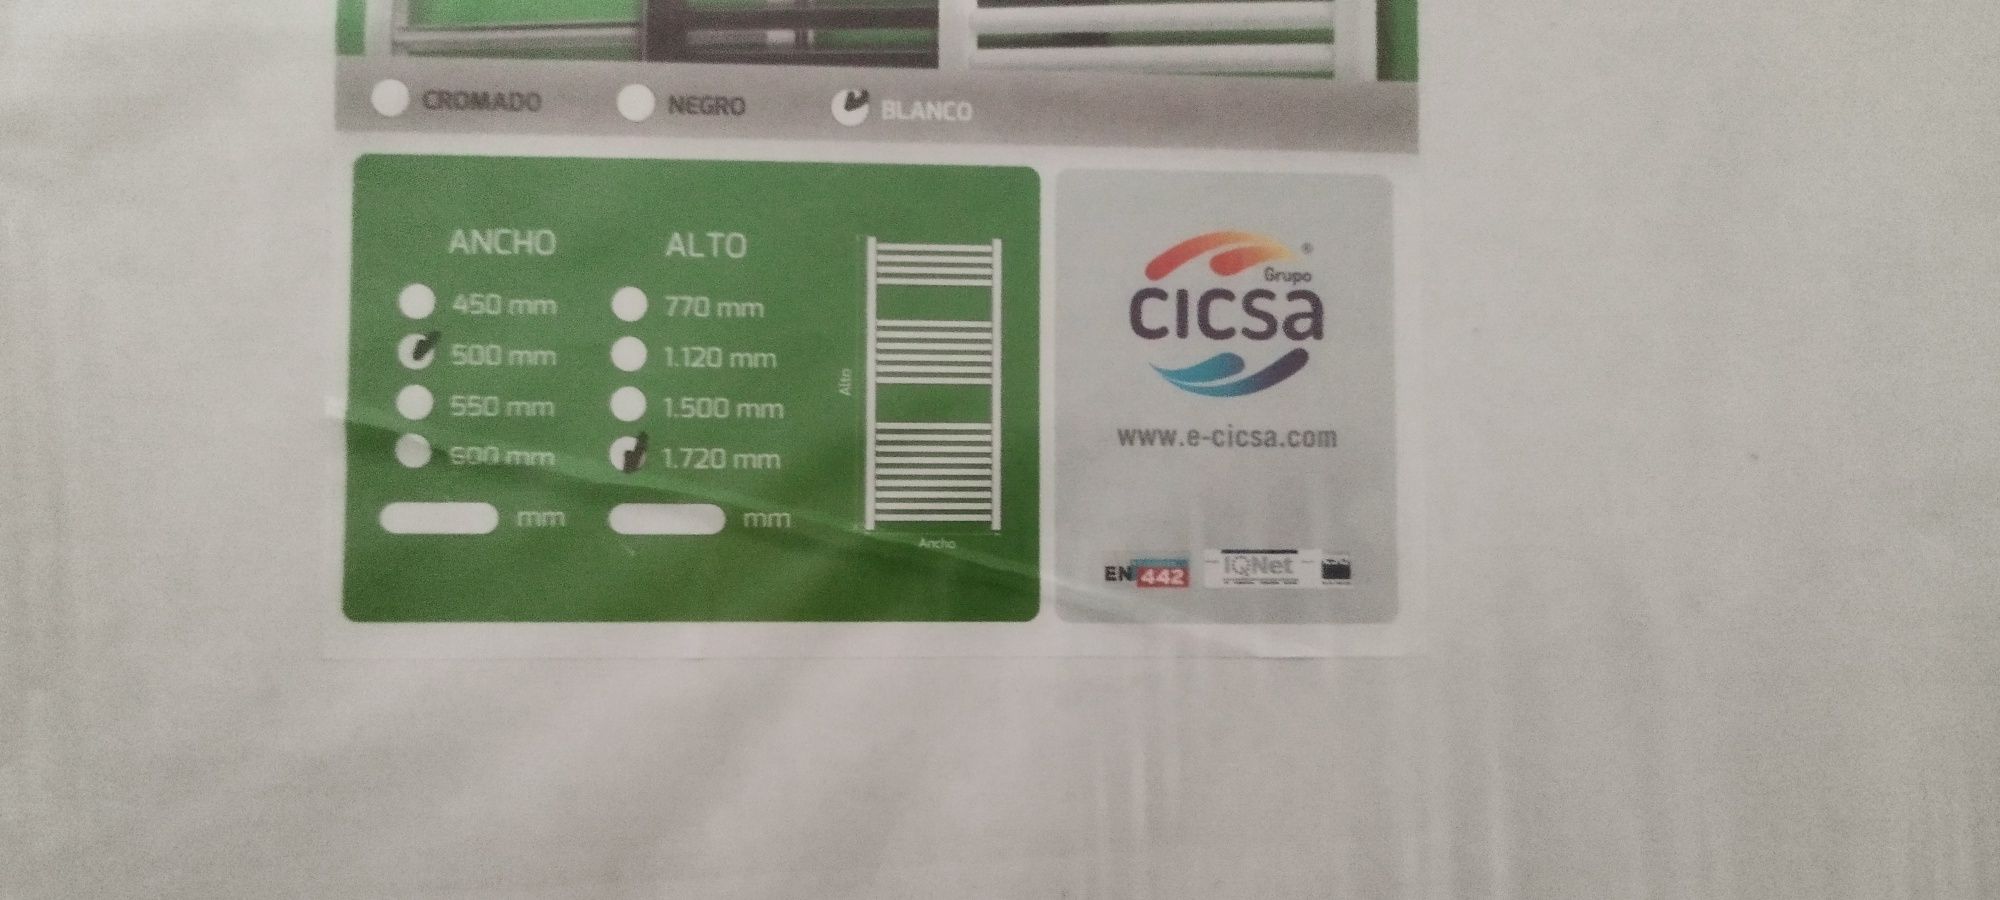 CROMADO NEGRO BLANCO
ANCHO ALTO
450 mm 770 mm
500 mm 1.120 mm
550 mm 1.500 mm
600 mm 1.720 mm
mm mm
Alto
Ancho
Grupo ®
cicsa
www.e-cicsa.com
EN 442 IQNet